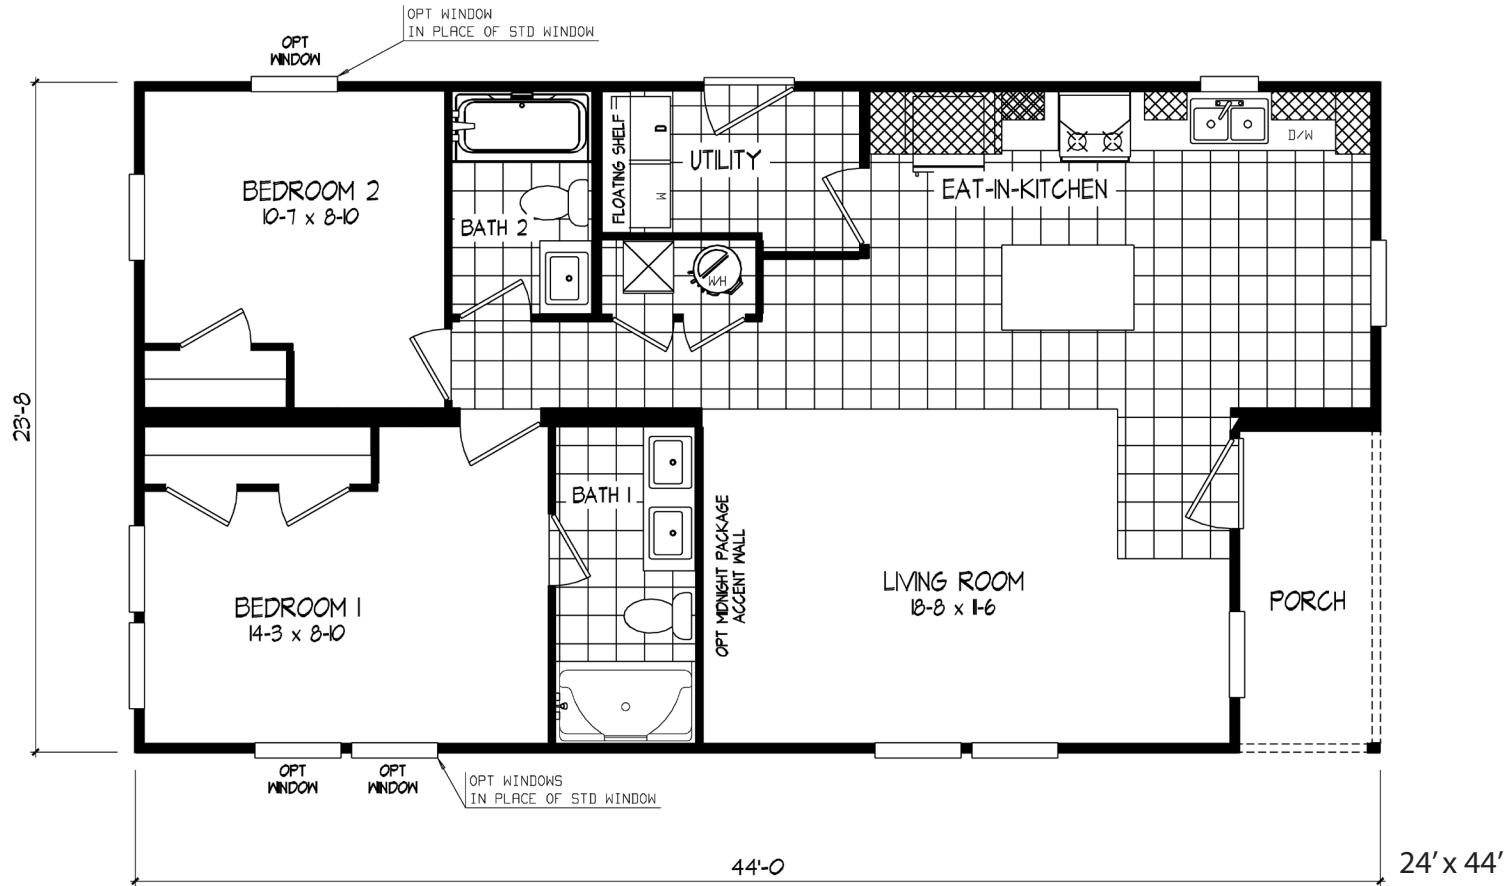 OPT WINDOW
IN PLACE OF STD WINDOW
OPT
WINDOW
BEDROOM 2
10-7 x 8-10
BATH 2
FLOATING SHELF
D
M
UTILITY
W/H
EAT-IN-KITCHEN
D/W
23'-8
BEDROOM 1
14-3 x 8-10
BATH 1
OPT MIDNIGHT PACKAGE
ACCENT WALL
LIVING ROOM
18-8 x 11-6
PORCH
OPT
WINDOW
OPT
WINDOW
OPT WINDOWS
IN PLACE OF STD WINDOW
44'-0
24' x 44'